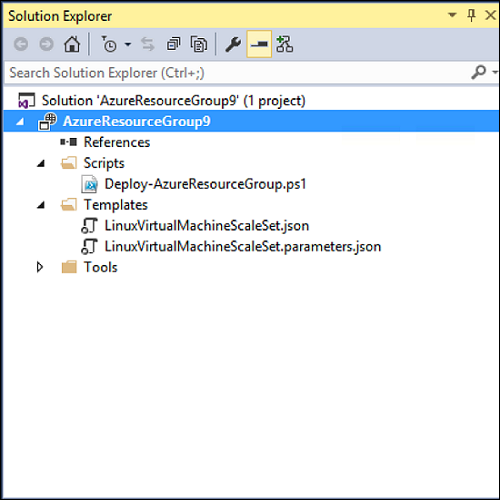 Solution Explorer
Search Solution Explorer (Ctrl+;)
Solution 'AzureResourceGroup9' (1 project)
AzureResourceGroup9
References
Scripts
Deploy-AzureResourceGroup.ps1
Templates
LinuxVirtualMachineScaleSet.json
LinuxVirtualMachineScaleSet.parameters.json
Tools